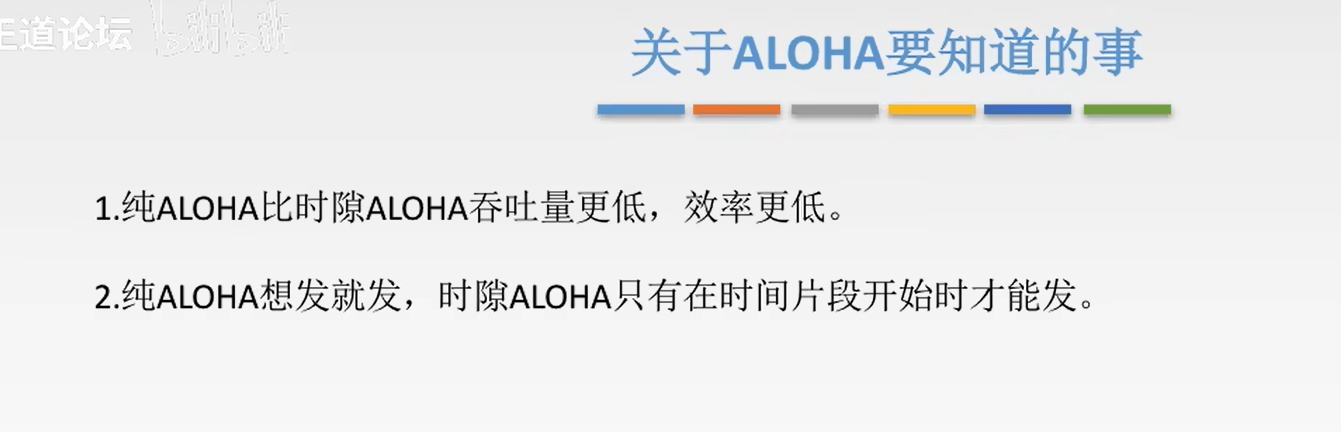 王道论坛 bilibili
关于ALOHA要知道的事
1.纯ALOHA比时隙ALOHA吞吐量更低，效率更低。
2.纯ALOHA想发就发，时隙ALOHA只有在时间片段开始时才能发。